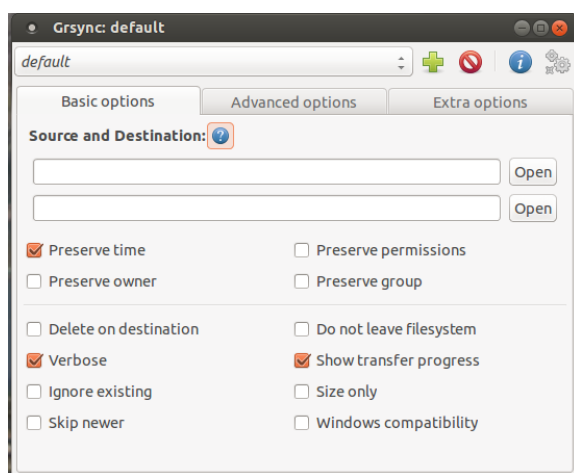 Grsync: default
default
Basic options Advanced options Extra options
Source and Destination:
Open
Open
Preserve time Preserve permissions
Preserve owner Preserve group
Delete on destination Do not leave filesystem
Verbose Show transfer progress
Ignore existing Size only
Skip newer Windows compatibility